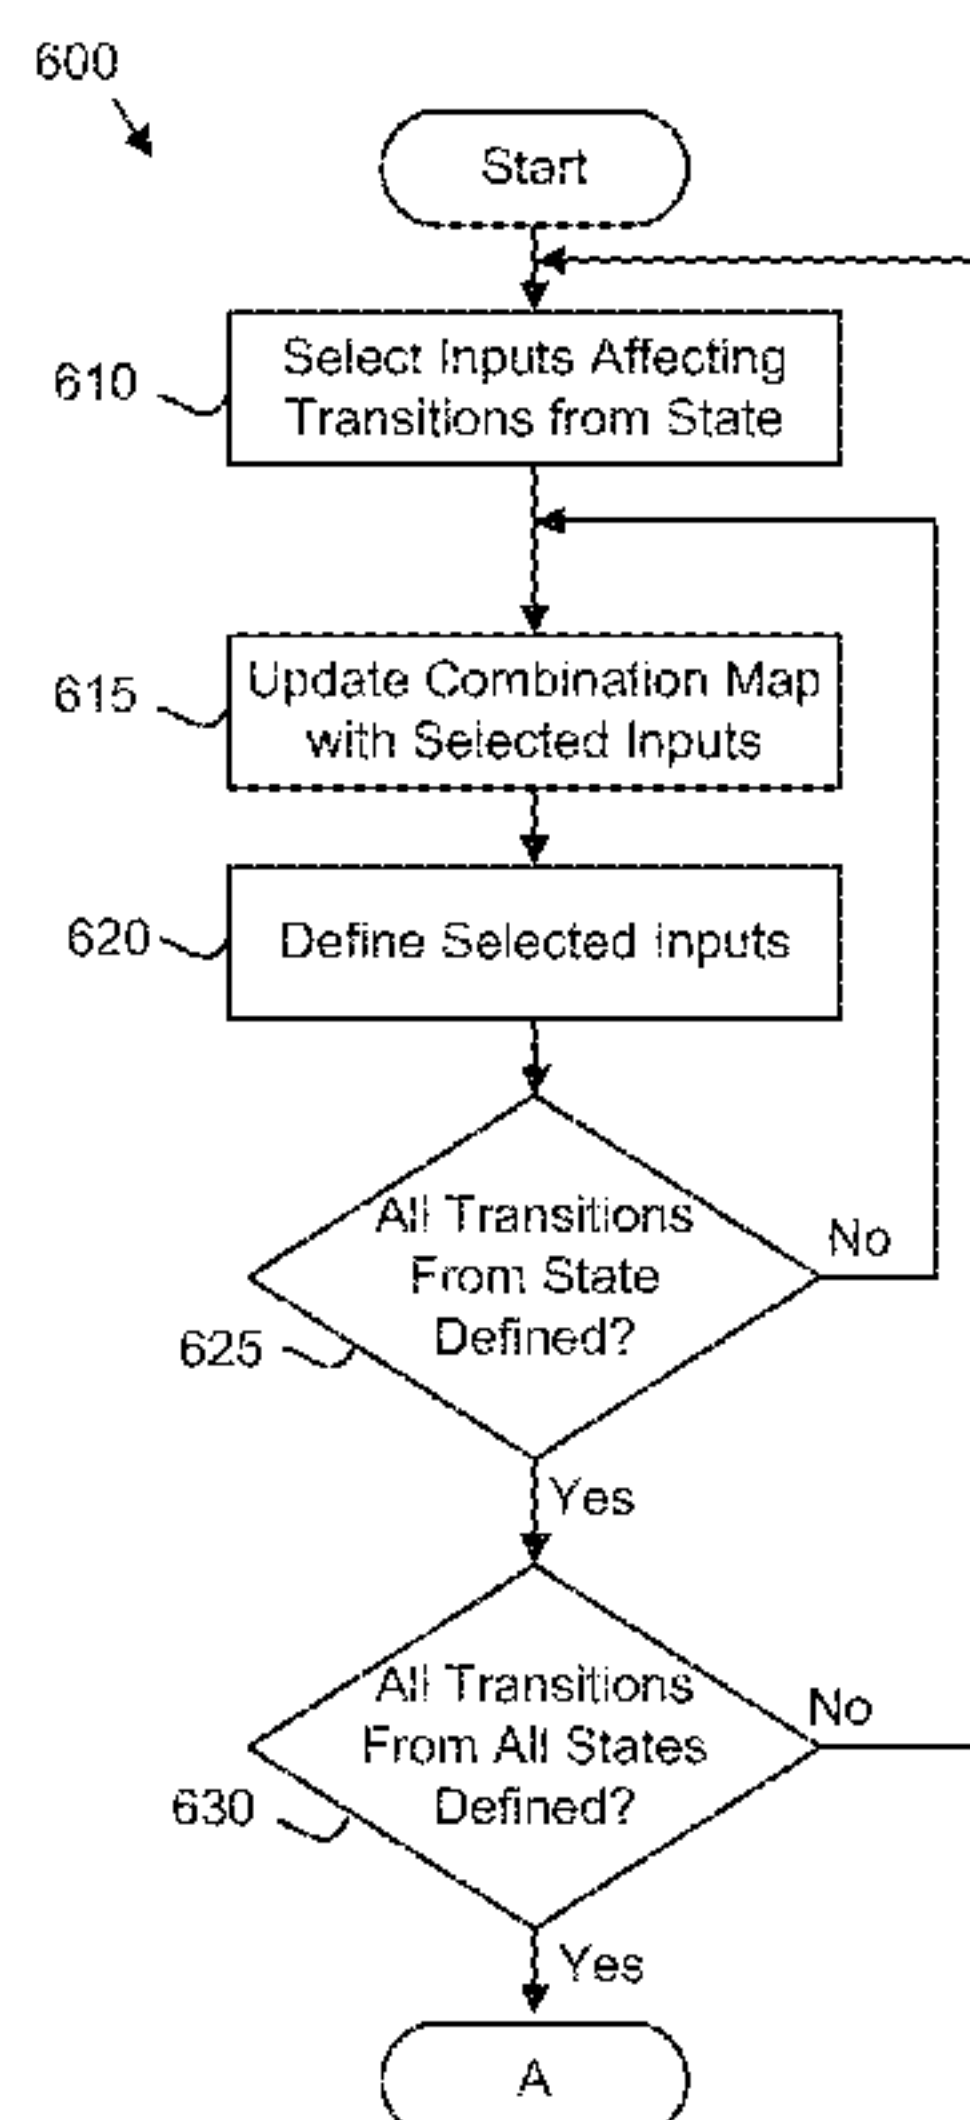 600
Start
610
Select Inputs Affecting
Transitions from State
615
Update Combination Map
with Selected Inputs
620
Define Selected Inputs
All Transitions
From State
Defined?
No
625
Yes
All Transitions
From All States
Defined?
No
630
Yes
A